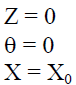 Z = 0
θ = 0
X = X₀